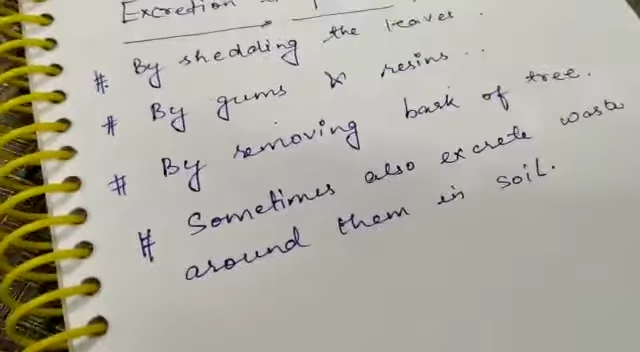 Excretion
# By shedding the leaves.
# By gums & resins..
# By removing bark of tree.
# Sometimes also excrete waste
around them in soil.